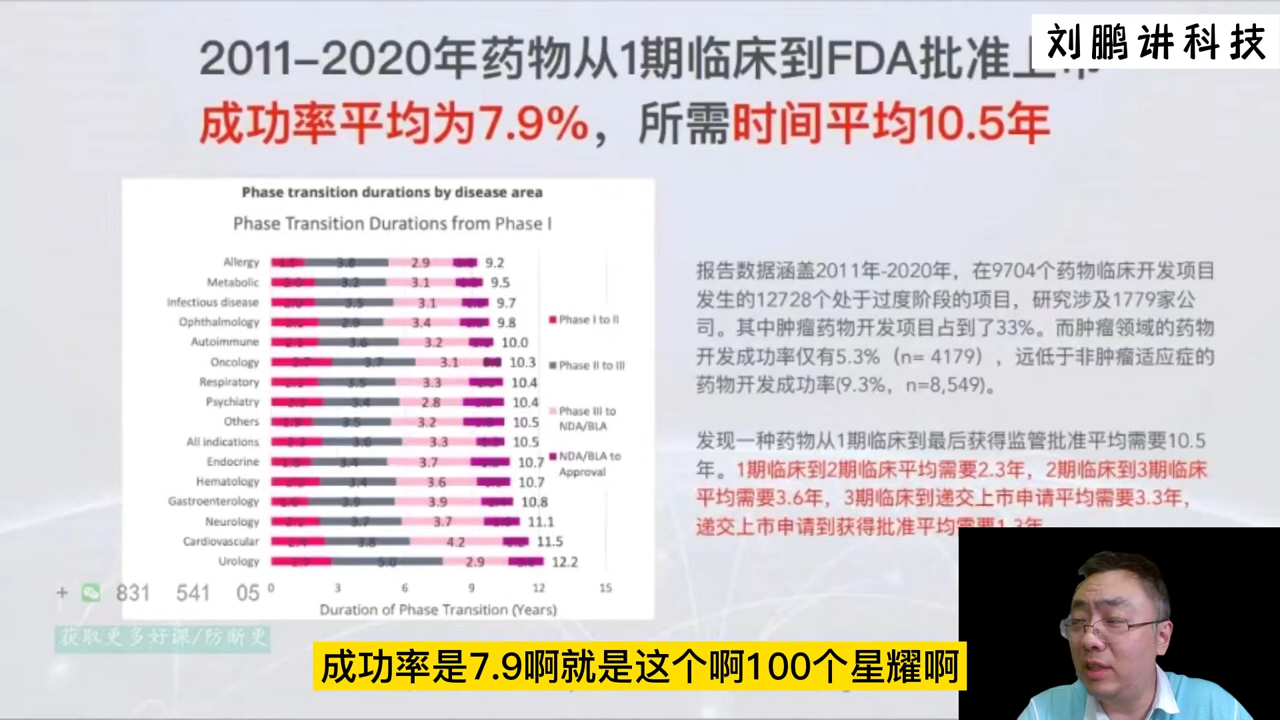 刘鹏讲科技
2011-2020年药物从1期临床到FDA批准上市
成功率平均为7.9%，所需时间平均10.5年
Phase transition durations by disease area
Phase Transition Durations from Phase I
Allergy 3.8 2.9 9.2
Metabolic 3.2 3.1 9.5
Infectious disease 3.5 3.1 9.7
Ophthalmology 2.9 3.4 9.8
Autoimmune 3.6 3.2 10.0
Oncology 3.7 3.1 10.3
Respiratory 3.5 3.3 10.4
Psychiatry 3.4 2.8 10.4
Others 3.5 3.2 10.5
All indications 3.6 3.3 10.5
Endocrine 3.4 3.7 10.7
Hematology 3.4 3.6 10.7
Gastroenterology 3.9 3.9 10.8
Neurology 3.7 3.7 11.1
Cardiovascular 3.8 4.2 11.5
Urology 5.0 2.9 12.2
Phase I to II
Phase II to III
Phase III to
NDA/BLA
NDA/BLA to
Approval
0 3 6 9 12 15
Duration of Phase Transition (Years)
报告数据涵盖2011年-2020年，在9704个药物临床开发项目
发生的12728个处于过度阶段的项目，研究涉及1779家公
司。其中肿瘤药物开发项目占到了33%。而肿瘤领域的药物
开发成功率仅有5.3%（n= 4179），远低于非肿瘤适应症的
药物开发成功率(9.3%，n=8,549)。
发现一种药物从1期临床到最后获得监管批准平均需要10.5
年。1期临床到2期临床平均需要2.3年，2期临床到3期临床
平均需要3.6年，3期临床到递交上市申请平均需要3.3年，
递交上市申请到获得批准平均需要1.3年
+ 831 541 05
获取更多好课/防断更
成功率是7.9啊就是这个啊100个星耀啊